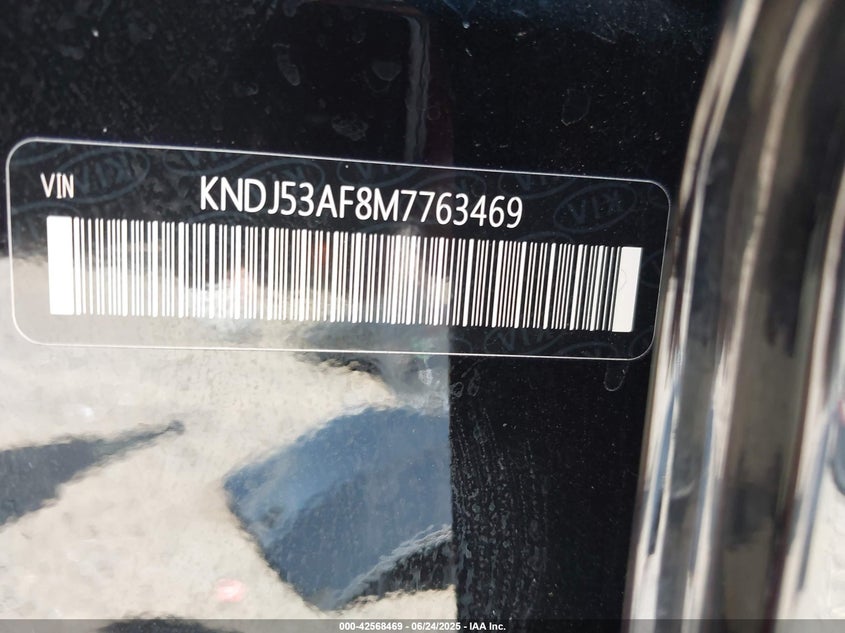 VIN KNDJ53AF8M7763469
000-42568469 - 06/24/2025 - IAA Inc.